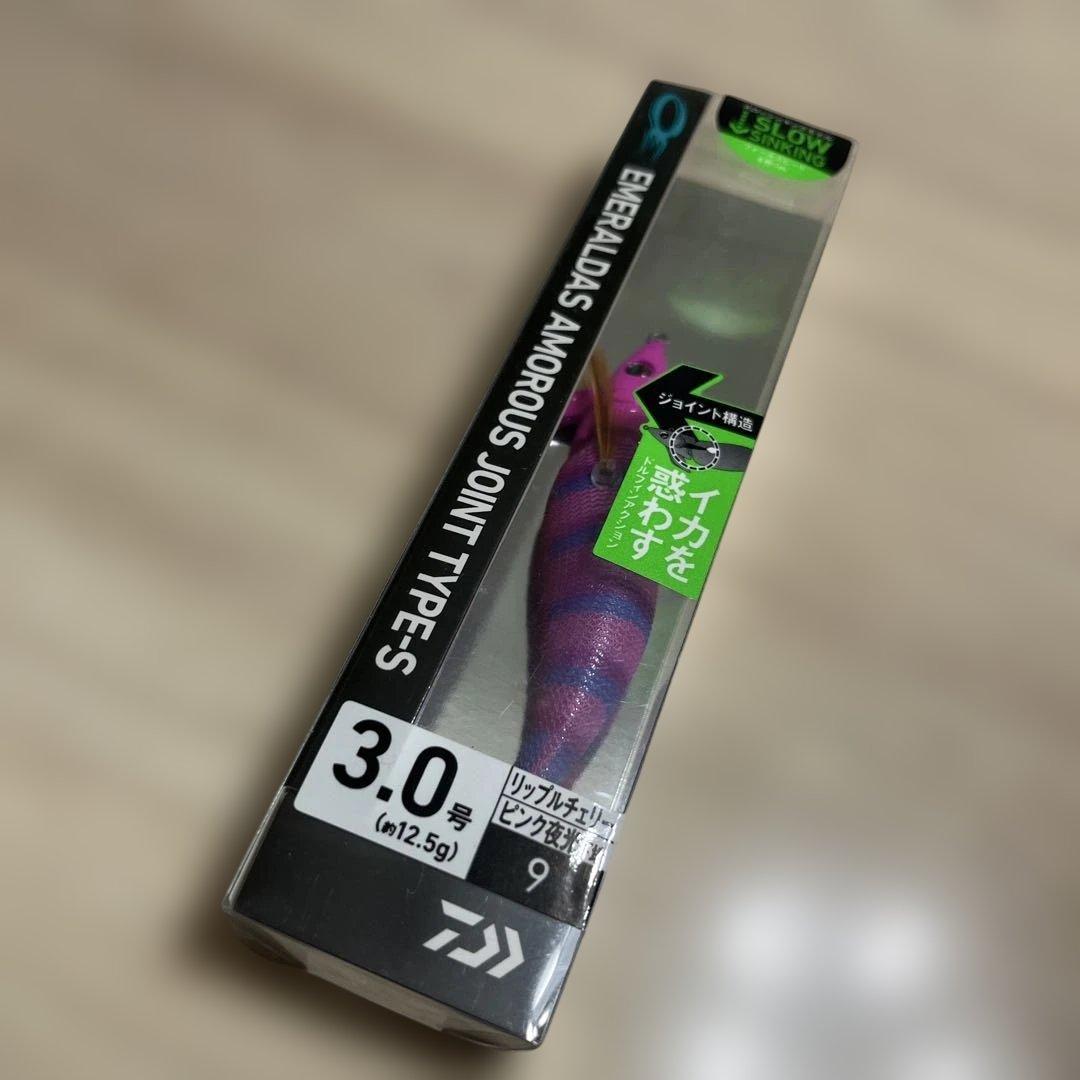 SLOW
SINKING
EMERALDAS AMOROUS JOINT TYPE-S
ジョイント構造
イカを
惑わす
ドルフィンアクション
3.0号
(約12.5g)
リップルチェリー
ピンク夜光
9